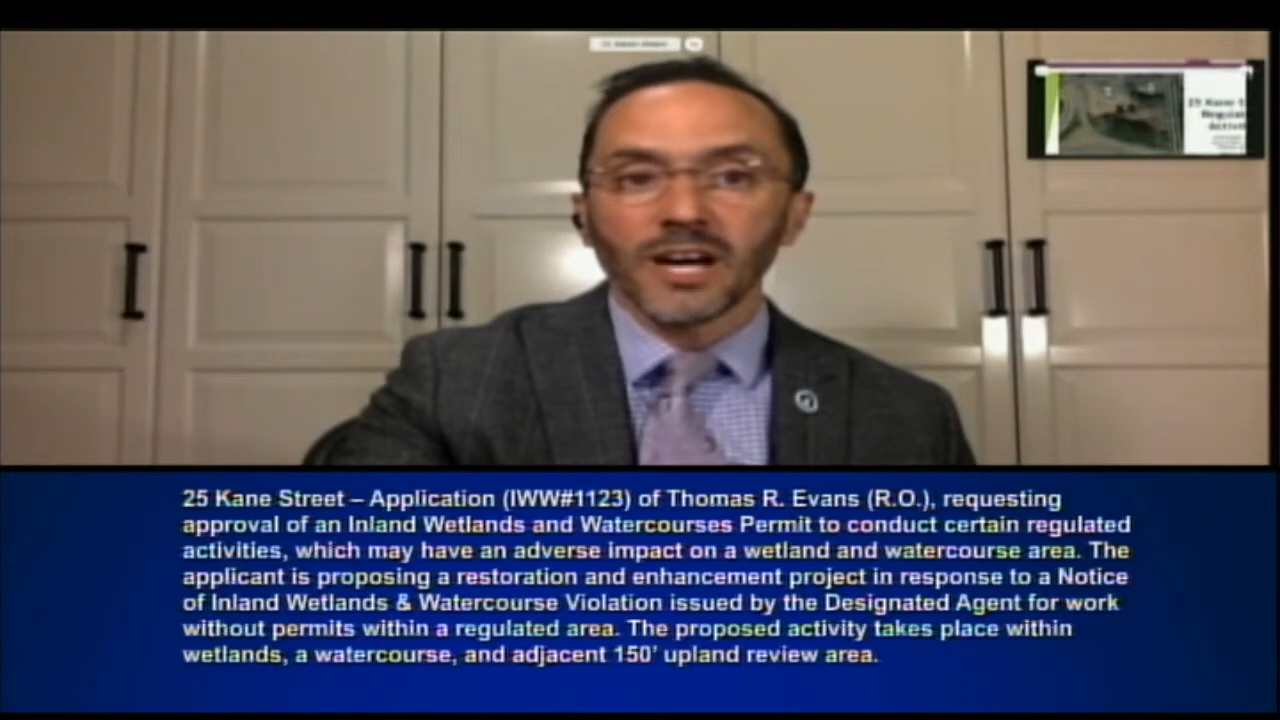 25 Kane S
Regulat
Activit
25 Kane Street – Application (IWW#1123) of Thomas R. Evans (R.O.), requesting
approval of an Inland Wetlands and Watercourses Permit to conduct certain regulated
activities, which may have an adverse impact on a wetland and watercourse area. The
applicant is proposing a restoration and enhancement project in response to a Notice
of Inland Wetlands & Watercourse Violation issued by the Designated Agent for work
without permits within a regulated area. The proposed activity takes place within
wetlands, a watercourse, and adjacent 150’ upland review area.